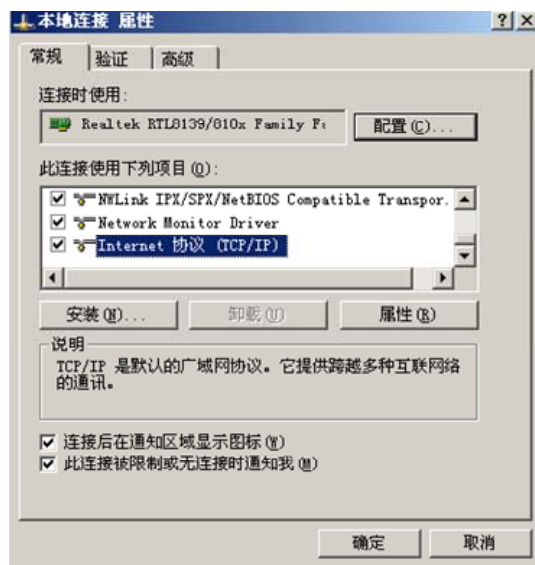 本地连接 属性
常规 验证 高级
连接时使用:
Realtek RTL8139/810x Family Fa
配置(C)...
此连接使用下列项目(O):
NWLink IPX/SPX/NetBIOS Compatible Transpor.
Network Monitor Driver
Internet 协议 (TCP/IP)
安装(N)... 卸载(U) 属性(R)
说明
TCP/IP 是默认的广域网协议。它提供跨越多种互联网络
的通讯。
连接后在通知区域显示图标(W)
此连接被限制或无连接时通知我(M)
确定 取消